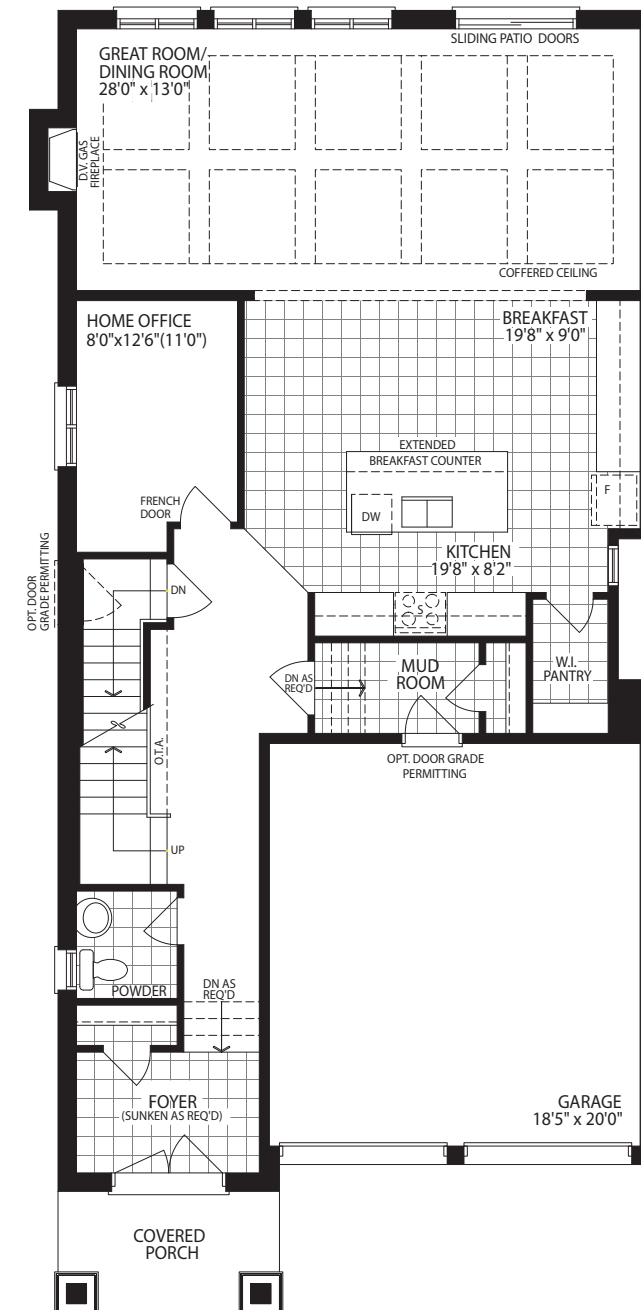 SLIDING PATIO DOORS
GREAT ROOM/
DINING ROOM
28'0" x 13'0"
D.V. GAS
FIREPLACE
COFFERED CEILING
HOME OFFICE
8'0"x12'6"(11'0")
BREAKFAST
19'8" x 9'0"
EXTENDED
BREAKFAST COUNTER
F
DW
FRENCH
DOOR
KITCHEN
19'8" x 8'2"
OPT. DOOR
GRADE PERMITTING
DN
S
MUD
ROOM
W.I.
PANTRY
DN AS
REQ'D
O.T.A.
OPT. DOOR GRADE
PERMITTING
UP
POWDER
DN AS
REQ'D
FOYER
(SUNKEN AS REQ'D)
GARAGE
18'5" x 20'0"
COVERED
PORCH